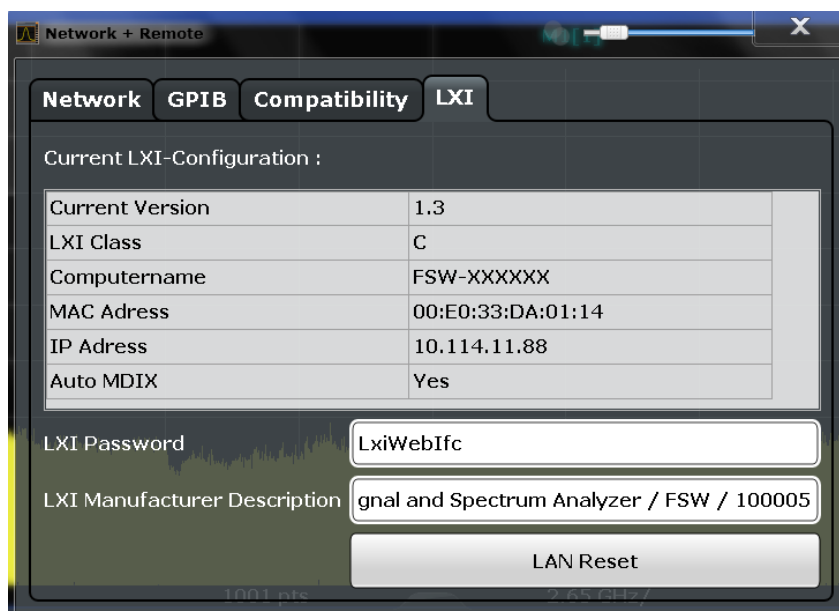 Network + Remote
X
Network GPIB Compatibility LXI
Current LXI-Configuration :
Current Version 1.3
LXI Class C
Computername FSW-XXXXXX
MAC Adress 00:E0:33:DA:01:14
IP Adress 10.114.11.88
Auto MDIX Yes
LXI Password LxiWebIfc
LXI Manufacturer Description gnal and Spectrum Analyzer / FSW / 100005
LAN Reset
1001 pts 2.65 GHz/